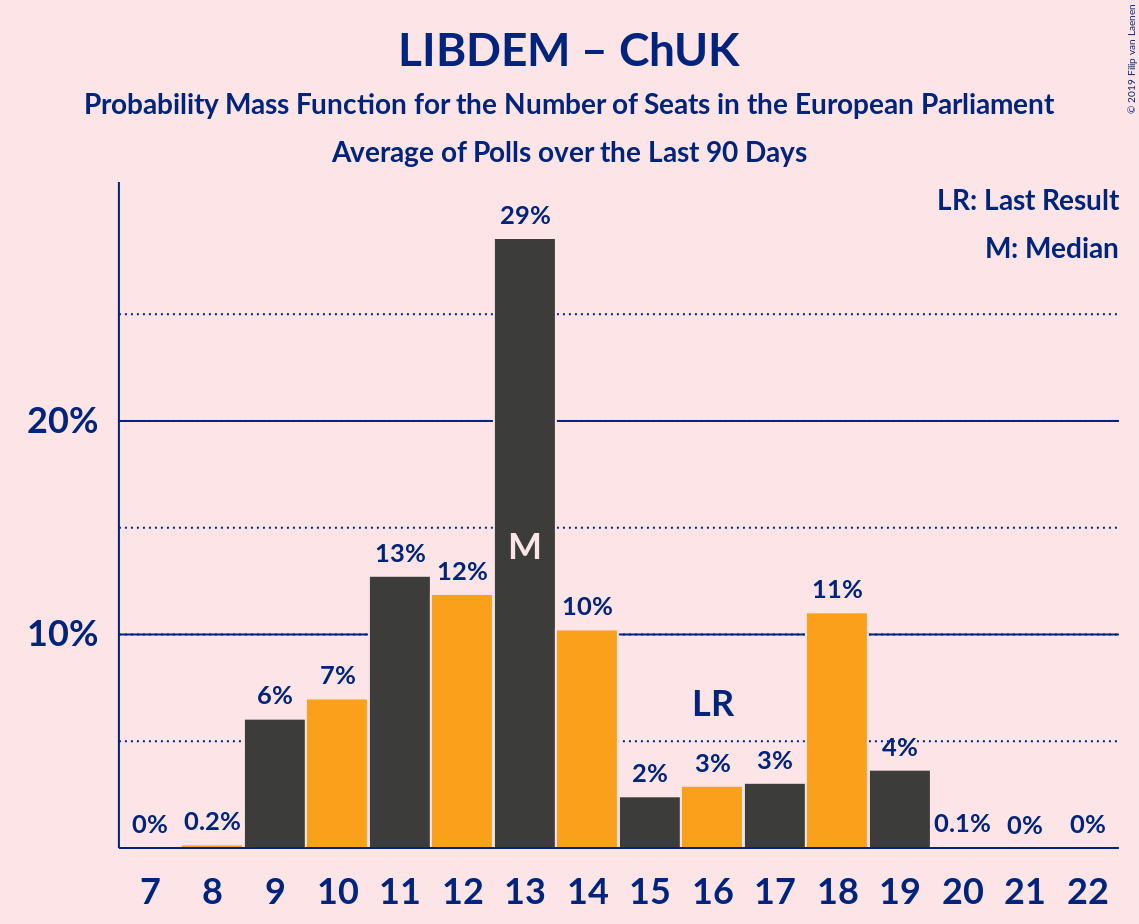 LIBDEM – ChUK
Probability Mass Function for the Number of Seats in the European Parliament
Average of Polls over the Last 90 Days
© 2019 Filip van Laenen
LR: Last Result
M: Median
20%
10%
0%
0.2%
6%
7%
13%
12%
29%
M
10%
2%
LR
3%
3%
11%
4%
0.1%
0%
0%
7 8 9 10 11 12 13 14 15 16 17 18 19 20 21 22